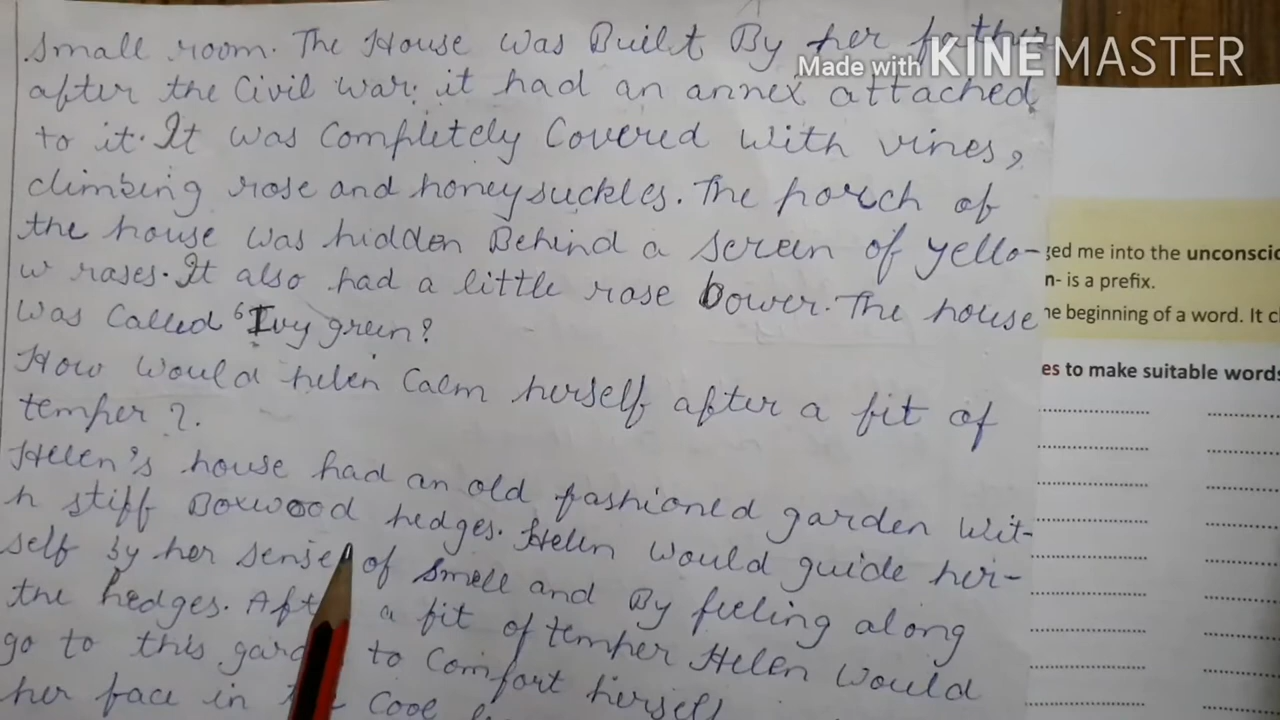 small room. The House was Built By her father
Made with KINEMASTER
after the Civil war. it had an annex attached
to it. It was completely Covered with vines,
climbing rose and honeysuckles. The porch of
the house was hidden Behind a screen of yello-
w rases. It also had a little rose bower. The house
was called 'Ivy green?
How would helen Calm herself after a fit of
temper ?.
Helen's house had an old fashioned garden wit-
h stiff Boxwood hedges. Helen would guide her-
self by her sense of smell and By feeling along
the hedges. a fit of temper Helen would
go to this to Comfort herself
her face in Cool
ged me into the unconscio
n- is a prefix.
he beginning of a word. It c
es to make suitable words